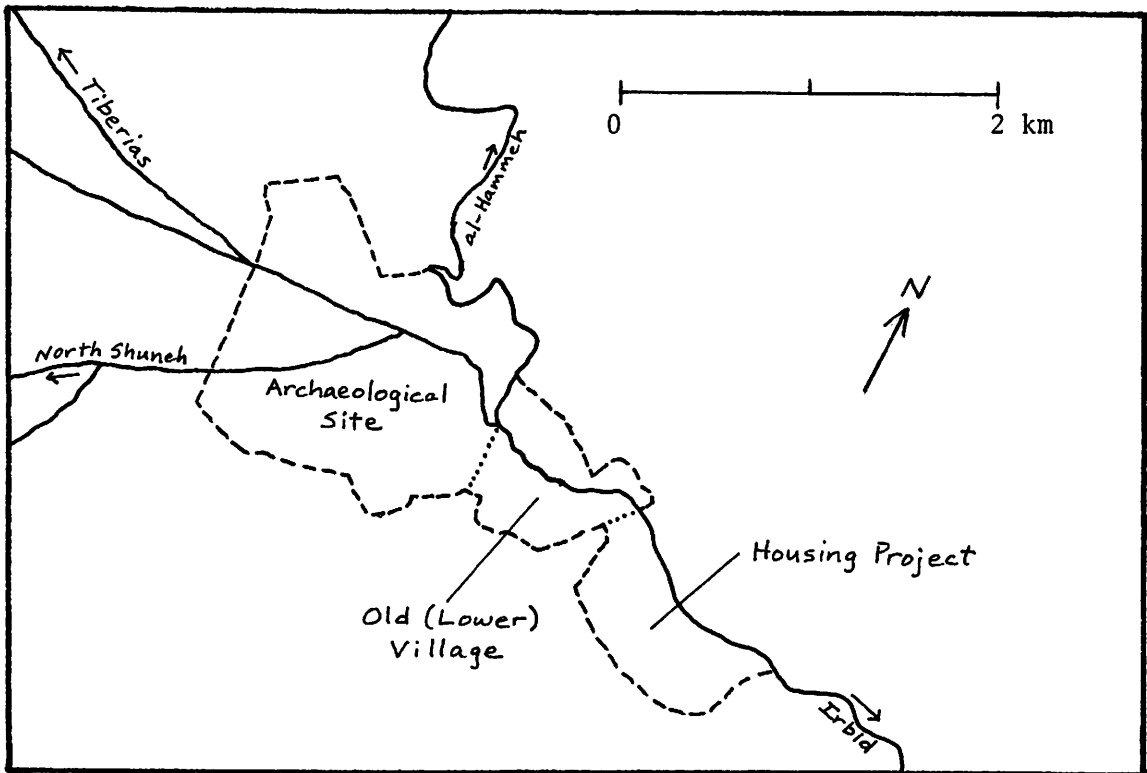 Tiberias
al-Hammeh
0
2 km
N
North Shuneh
Archaeological
Site
Housing Project
Old (Lower)
Village
Irbid